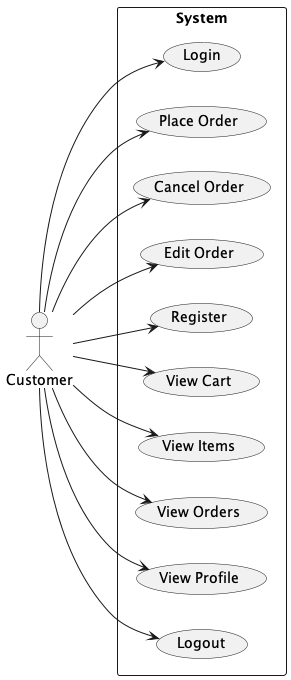 System
Login
Place Order
Cancel Order
Edit Order
Register
Customer
View Cart
View Items
View Orders
View Profile
Logout